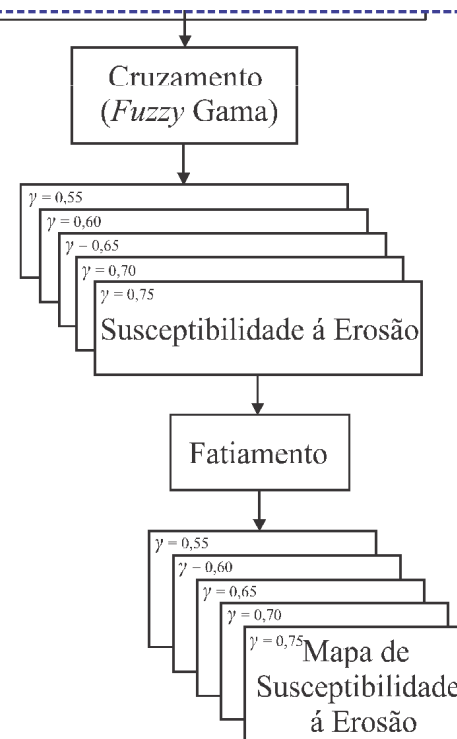 Cruzamento
(Fuzzy Gama)
γ = 0,55
γ = 0,60
γ – 0,65
γ = 0,70
γ = 0,75
Susceptibilidade á Erosão
Fatiamento
γ = 0,55
γ – 0,60
γ = 0,65
γ = 0,70
γ = 0,75
Mapa de
Susceptibilidade
á Erosão